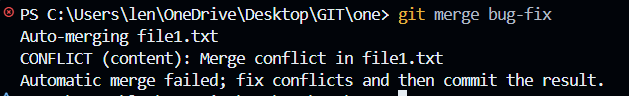 PS C:\Users\len\OneDrive\Desktop\GIT\one> git merge bug-fix
Auto-merging file1.txt
CONFLICT (content): Merge conflict in file1.txt
Automatic merge failed; fix conflicts and then commit the result.